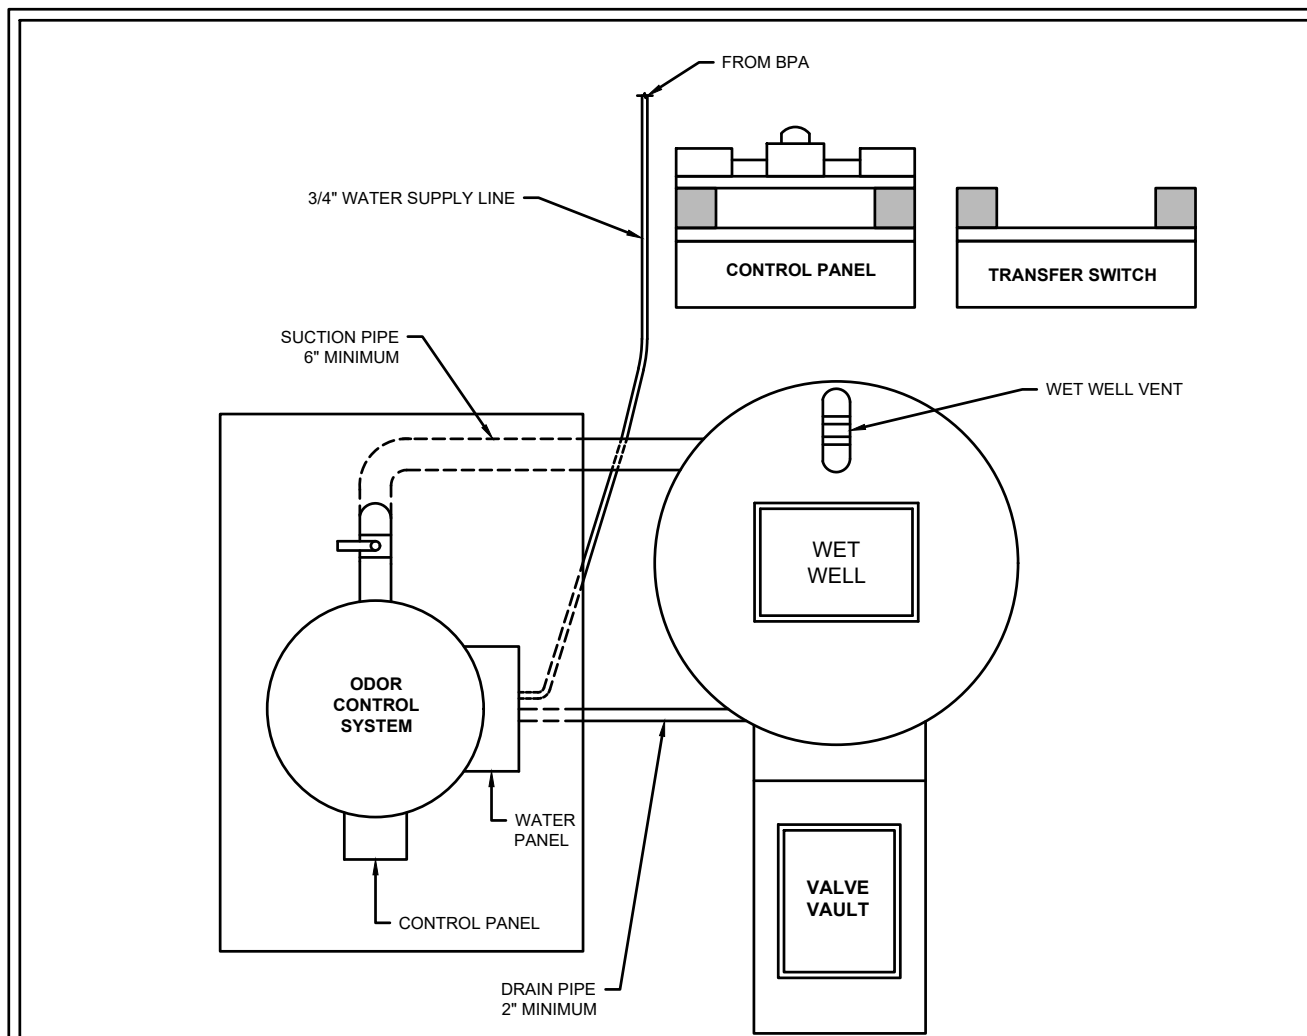 FROM BPA
3/4" WATER SUPPLY LINE
CONTROL PANEL
TRANSFER SWITCH
SUCTION PIPE
6" MINIMUM
WET WELL VENT
WET
WELL
ODOR
CONTROL
SYSTEM
WATER
PANEL
VALVE
VAULT
CONTROL PANEL
DRAIN PIPE
2" MINIMUM